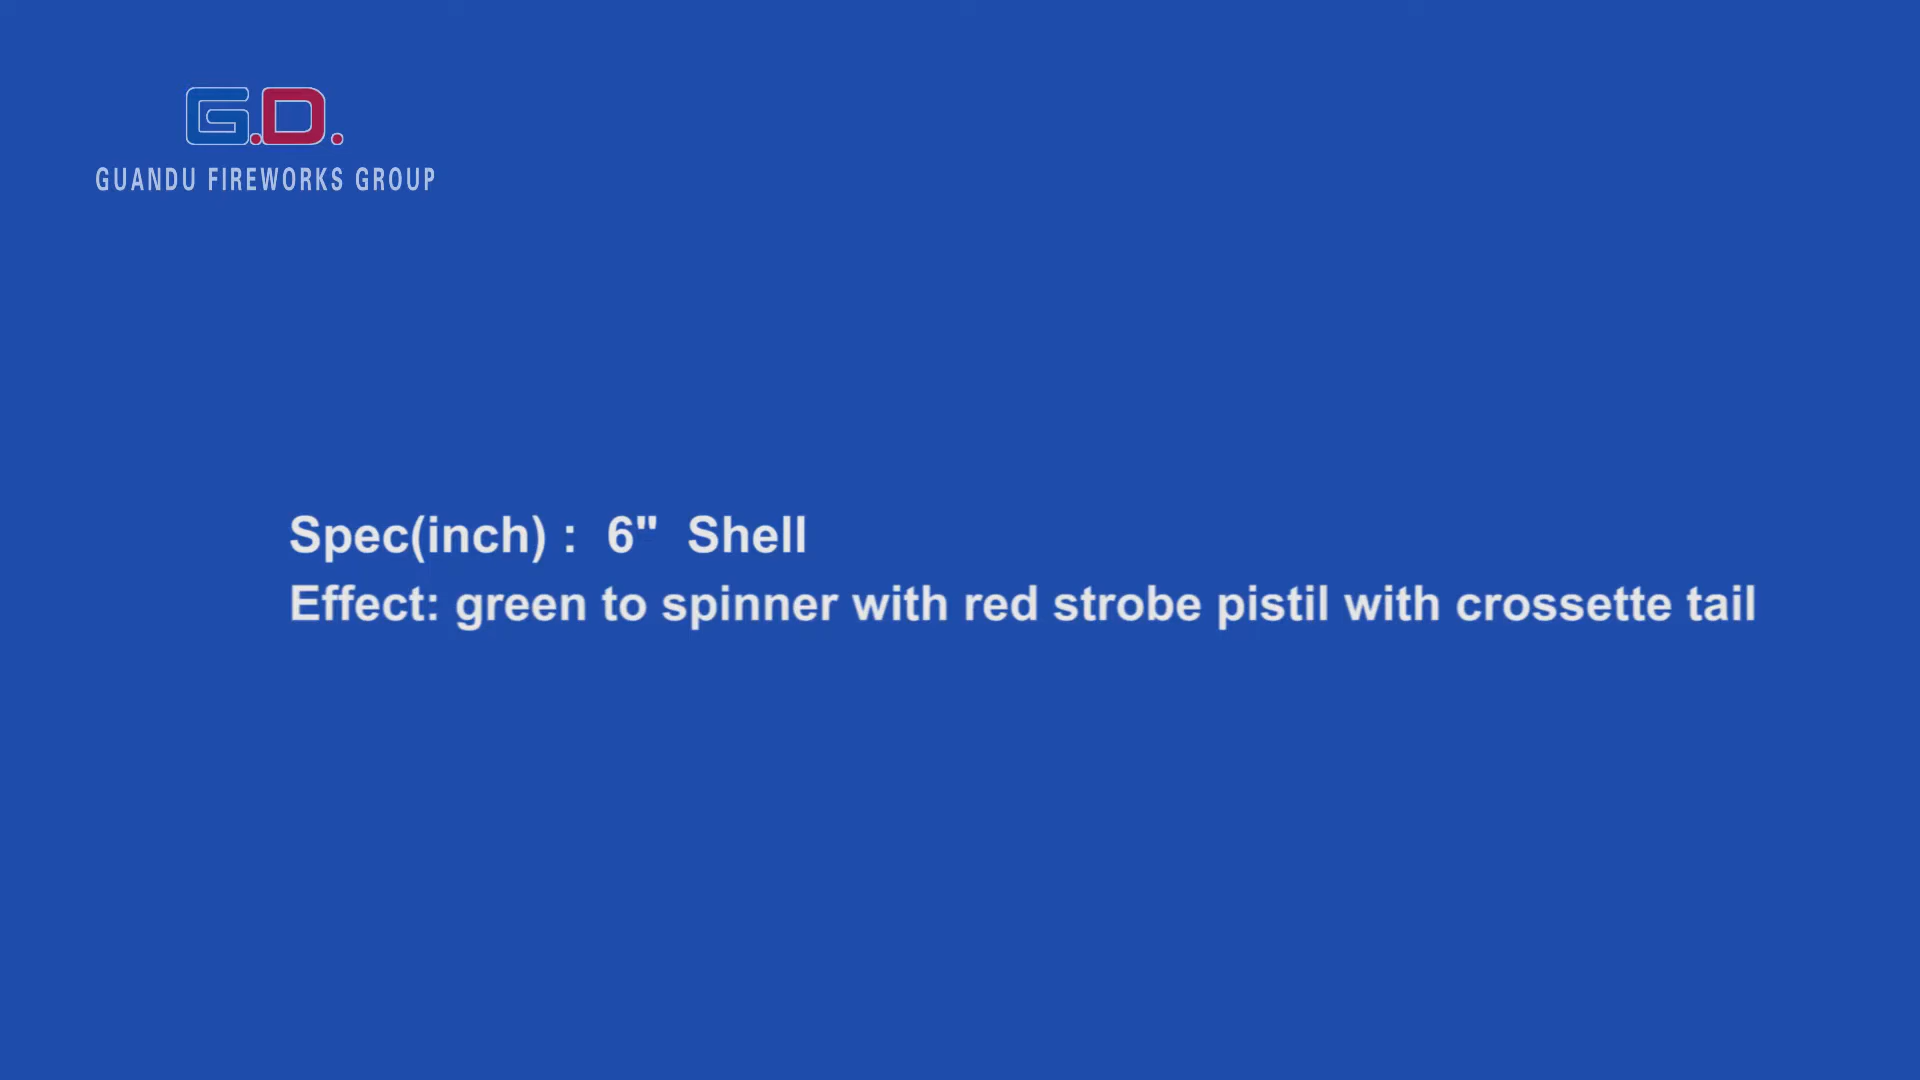 G.D.
GUANDU FIREWORKS GROUP
Spec(inch) : 6" Shell
Effect: green to spinner with red strobe pistil with crossette tail